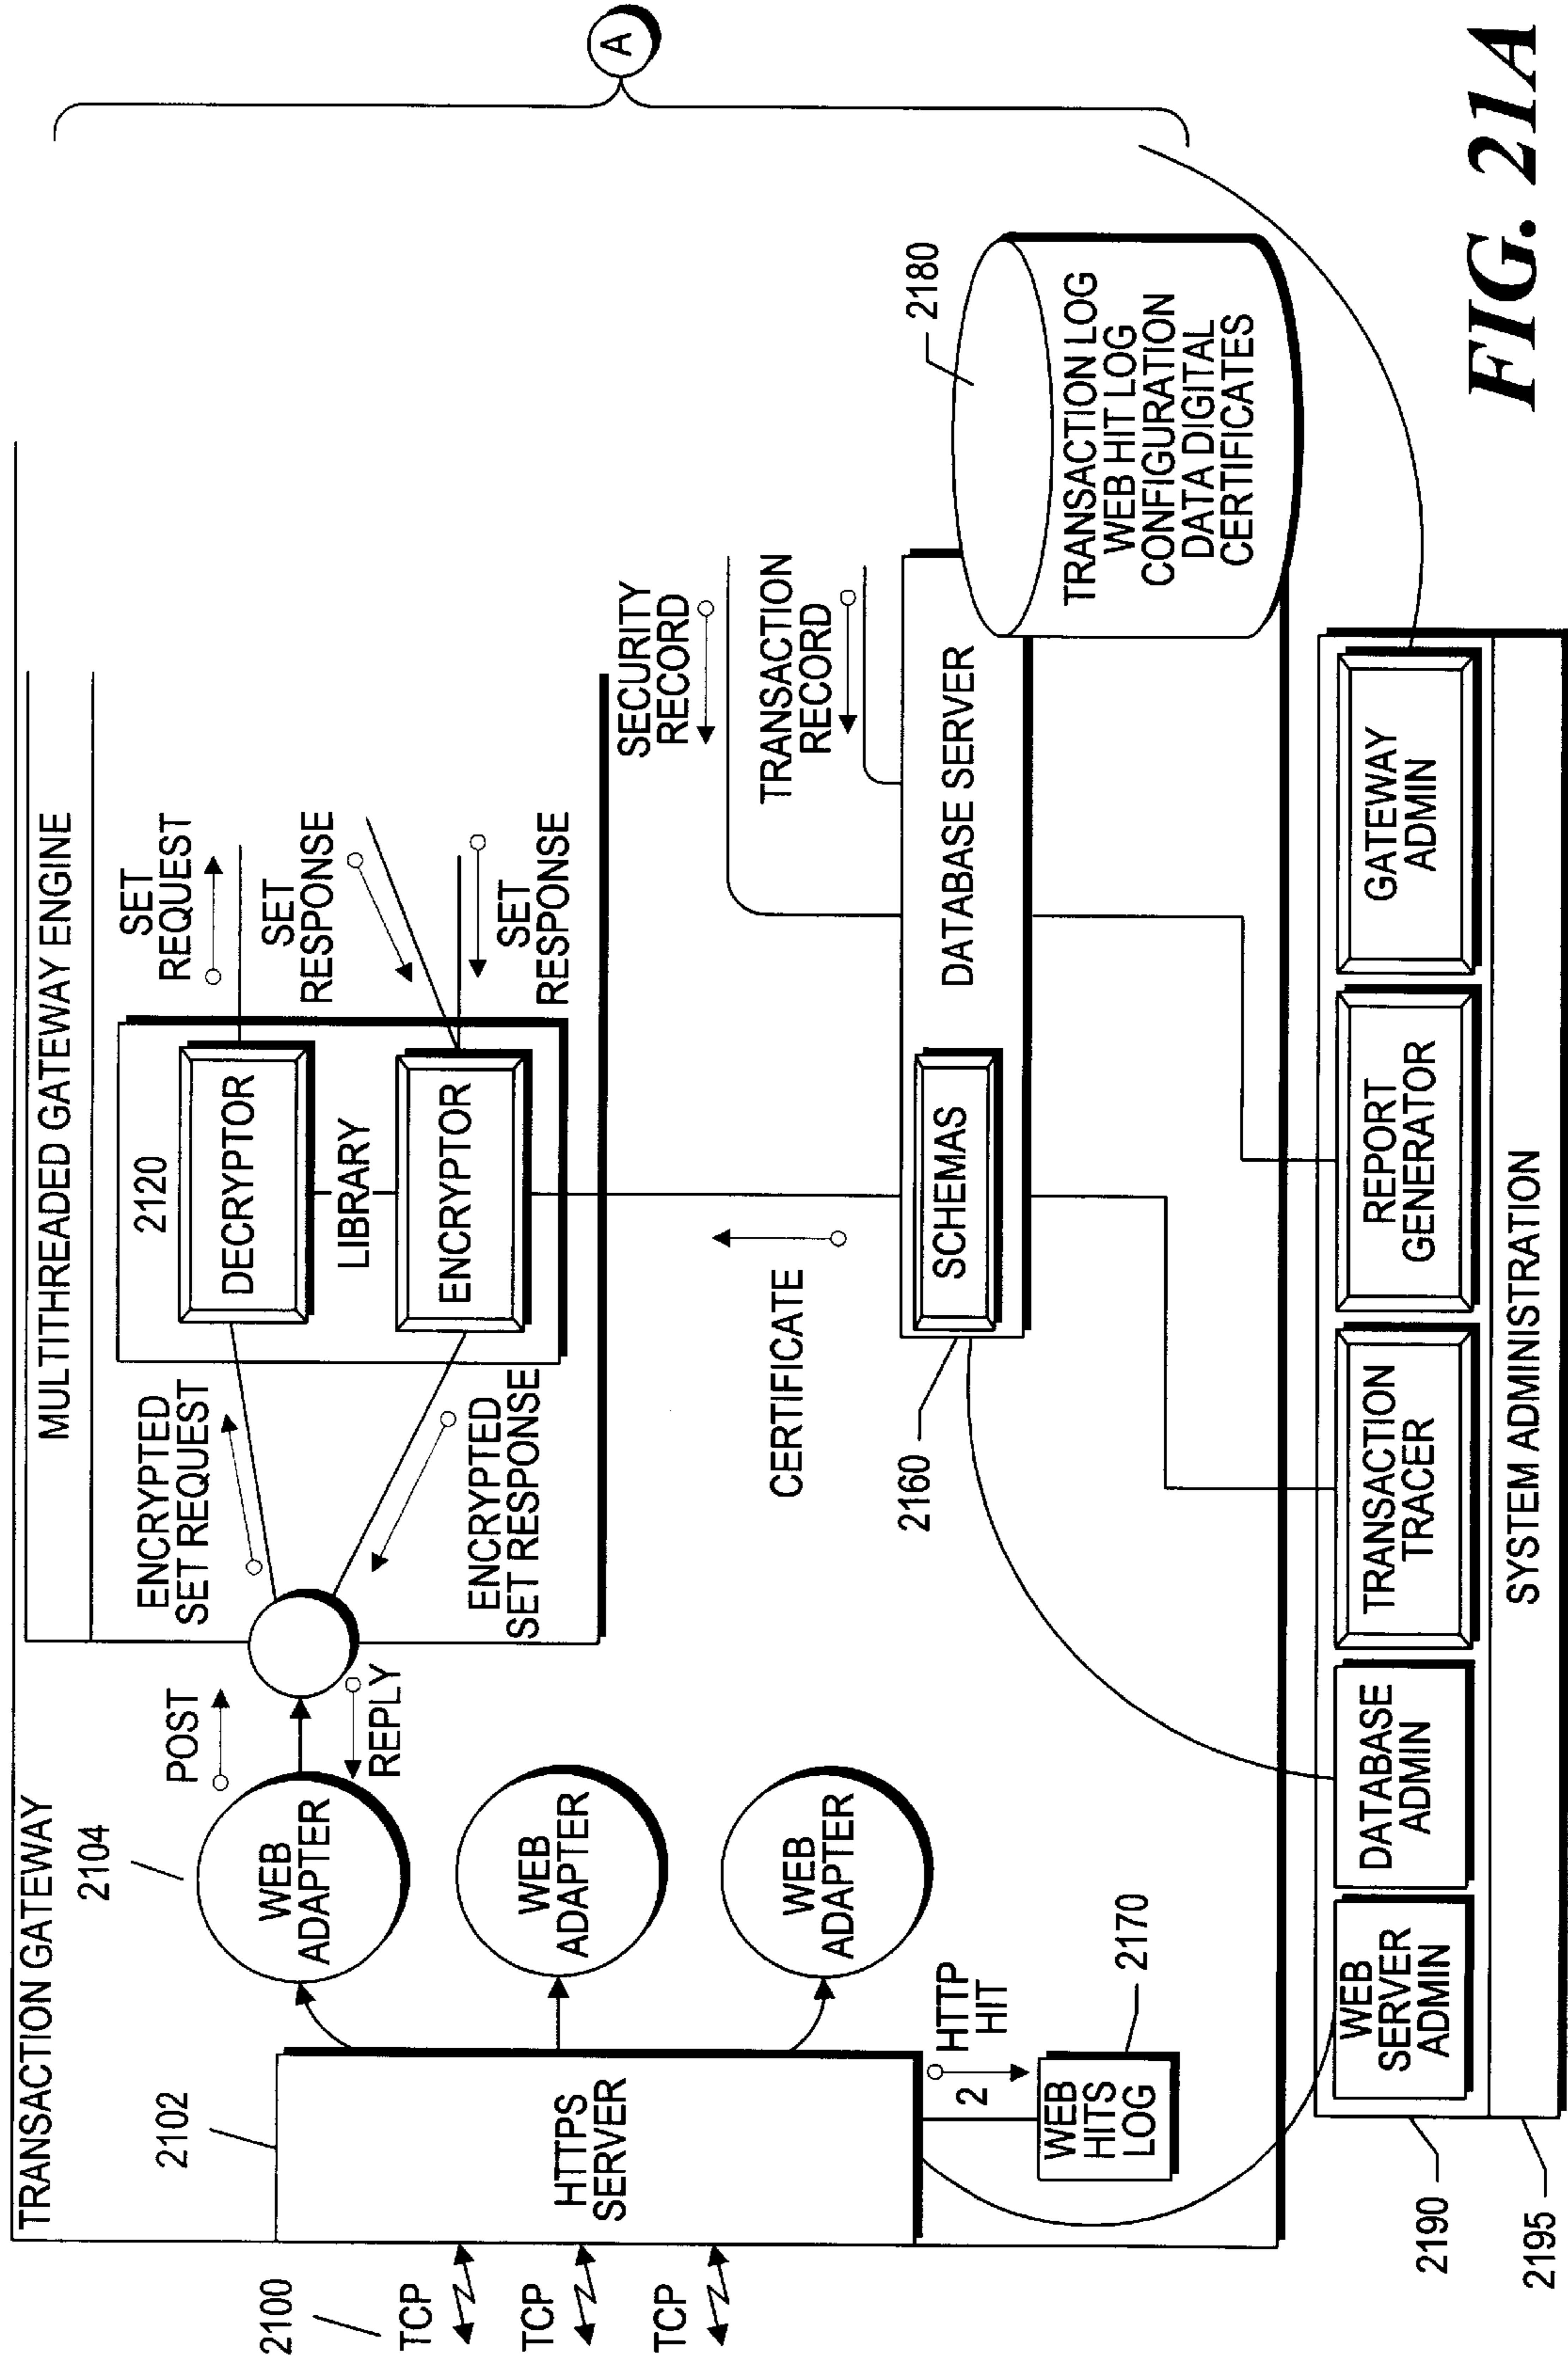 TRANSACTION GATEWAY
MULTITHREADED GATEWAY ENGINE
A
2100
TCP
TCP
TCP
2102
HTTPS
SERVER
2104
WEB
ADAPTER
WEB
ADAPTER
WEB
ADAPTER
POST
REPLY
ENCRYPTED
SET REQUEST
ENCRYPTED
SET RESPONSE
2120
DECRYPTOR
LIBRARY
ENCRYPTOR
SET
REQUEST
SET
RESPONSE
SET
RESPONSE
HTTP
HIT
2
WEB
HITS
LOG
2170
CERTIFICATE
SECURITY
RECORD
TRANSACTION
RECORD
2160
SCHEMAS
DATABASE SERVER
2180
TRANSACTION LOG
WEB HIT LOG
CONFIGURATION
DATA DIGITAL
CERTIFICATES
2190
WEB
SERVER
ADMIN
DATABASE
ADMIN
TRANSACTION
TRACER
REPORT
GENERATOR
GATEWAY
ADMIN
2195
SYSTEM ADMINISTRATION
FIG. 21A